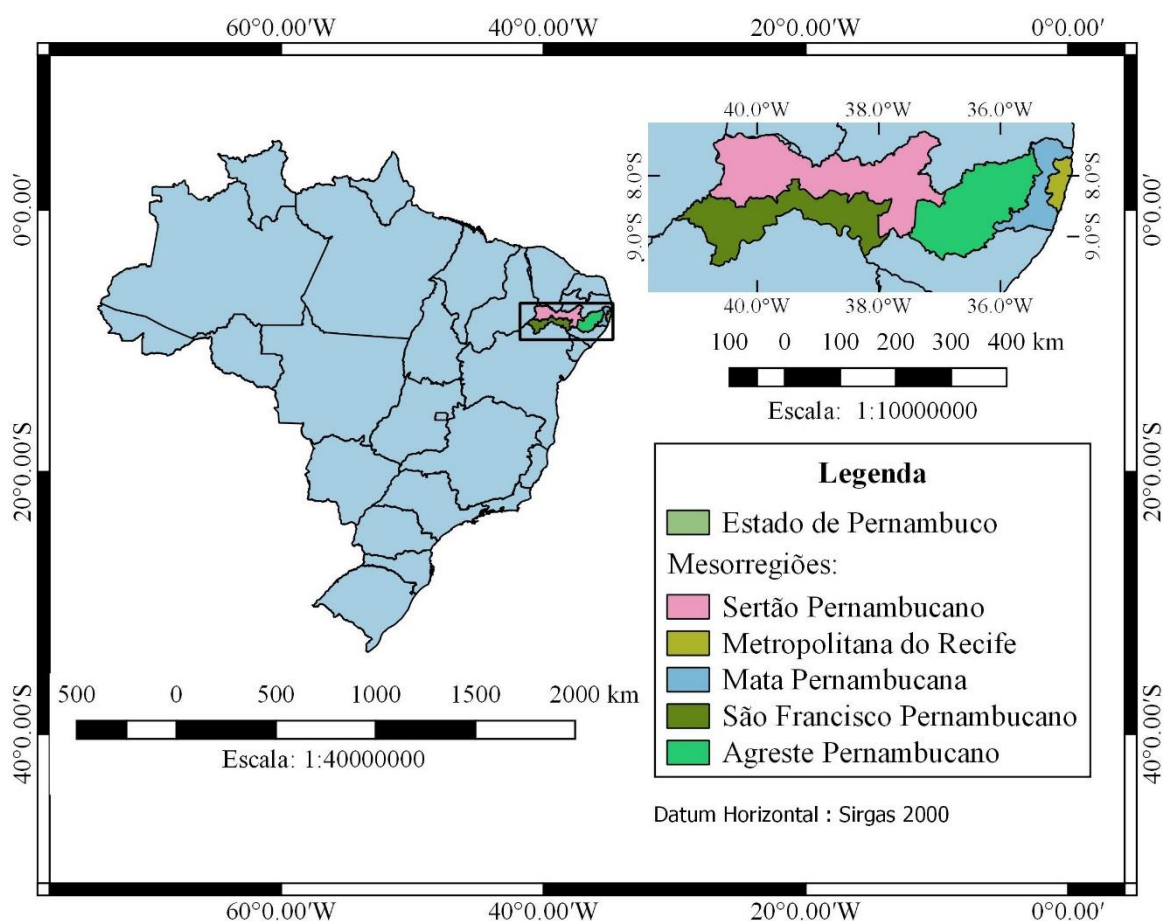 60°0.00'W 40°0.00'W 20°0.00'W 0°0.00'
40.0°W 38.0°W 36.0°W
8.0°S 8.0°S
9.0°S 9.0°S
40.0°W 38.0°W 36.0°W
0°0.00' 0°0.00'
100 0 100 200 300 400 km
Escala: 1:10000000
20°0.00'S 20°0.00'S
Legenda
Estado de Pernambuco
Mesorregiões:
Sertão Pernambucano
Metropolitana do Recife
Mata Pernambucana
São Francisco Pernambucano
Agreste Pernambucano
500 0 500 1000 1500 2000 km
Escala: 1:40000000
40°0.00'S 40°0.00'S
Datum Horizontal : Sirgas 2000
60°0.00'W 40°0.00'W 20°0.00'W 0°0.00'